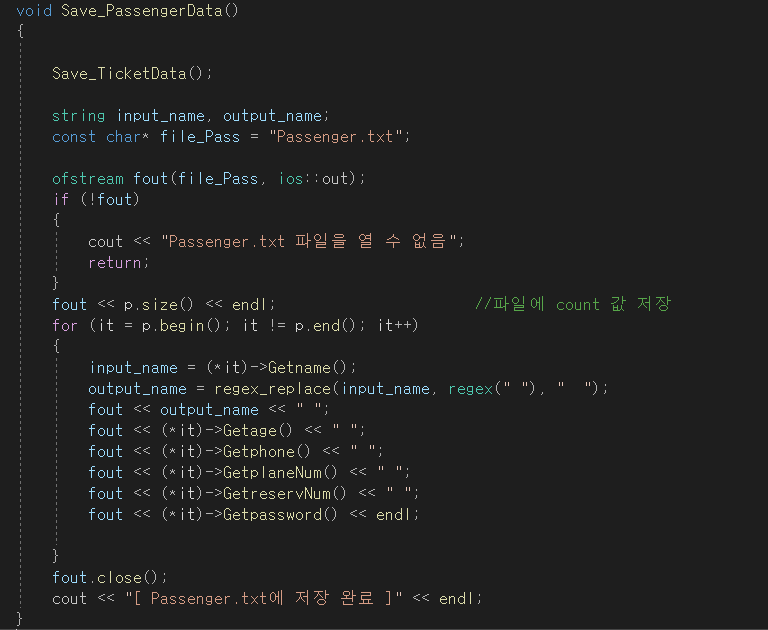 void Save_PassengerData()
{
Save_TicketData();
string input_name, output_name;
const char* file_Pass = "Passenger.txt";
ofstream fout(file_Pass, ios::out);
if (!fout)
{
cout << "Passenger.txt 파일을 열 수 없음";
return;
}
fout << p.size() << endl; //파일에 count 값 저장
for (it = p.begin(); it != p.end(); it++)
{
input_name = (*it)->Getname();
output_name = regex_replace(input_name, regex(" "), "  ");
fout << output_name << " ";
fout << (*it)->Getage() << " ";
fout << (*it)->Getphone() << " ";
fout << (*it)->GetplaneNum() << " ";
fout << (*it)->GetreservNum() << " ";
fout << (*it)->Getpassword() << endl;
}
fout.close();
cout << "[ Passenger.txt에 저장 완료 ]" << endl;
}